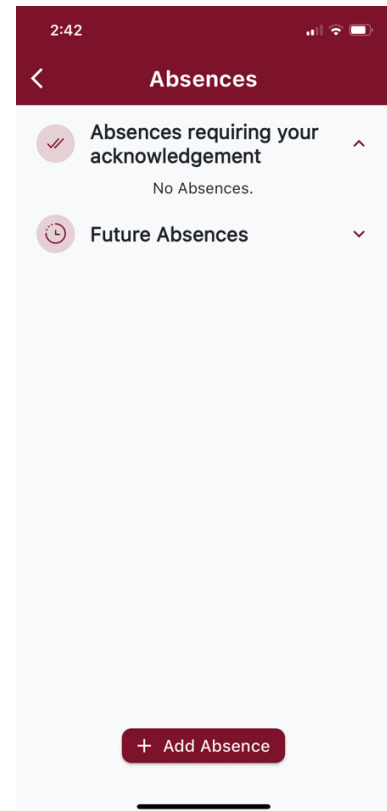 2:42
Absences
Absences requiring your
acknowledgement
No Absences.
Future Absences
+ Add Absence